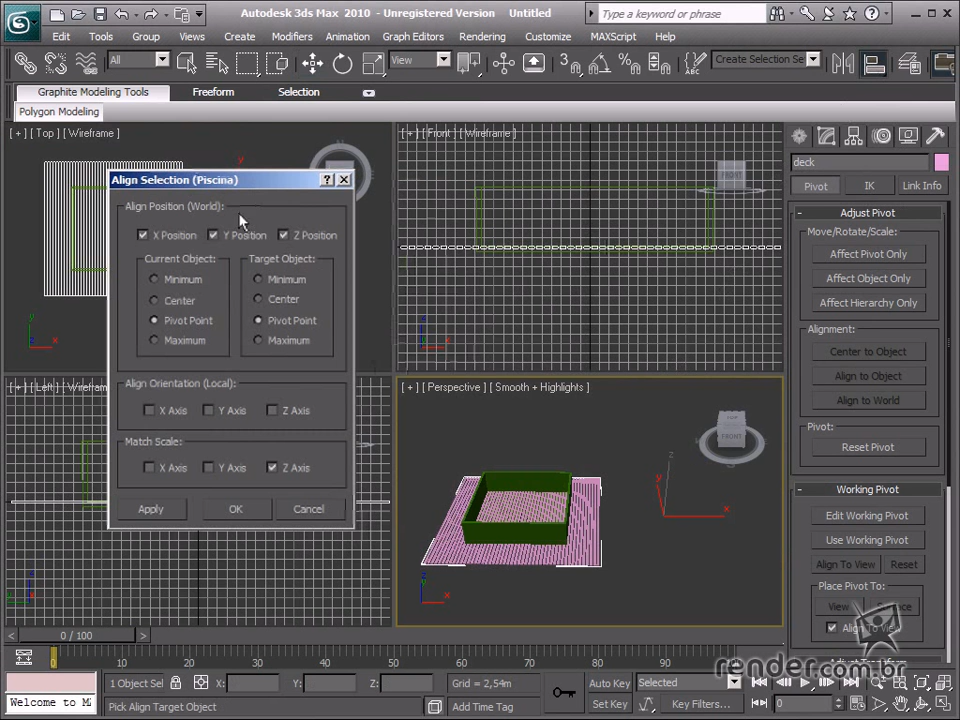 Autodesk 3ds Max 2010 - Unregistered Version Untitled
Type a keyword or phrase
Edit Tools Group Views Create Modifiers Animation Graph Editors Rendering Customize MAXScript Help
All View Create Selection Se
Graphite Modeling Tools Freeform Selection
Polygon Modeling
[ + ] [ Top ] [ Wireframe ]
[ + ] [ Front ] [ Wireframe ]
FRONT
deck
Pivot IK Link Info
Adjust Pivot
Move/Rotate/Scale:
Affect Pivot Only
Affect Object Only
Affect Hierarchy Only
Alignment:
Center to Object
Align to Object
Align to World
Pivot:
Reset Pivot
Working Pivot
Edit Working Pivot
Use Working Pivot
Align To View Reset
Place Pivot To:
View
Align To View
Align Selection (Piscina)
Align Position (World):
X Position Y Position Z Position
Current Object: Target Object:
Minimum Minimum
Center Center
Pivot Point Pivot Point
Maximum Maximum
Align Orientation (Local):
X Axis Y Axis Z Axis
Match Scale:
X Axis Y Axis Z Axis
Apply OK Cancel
[ + ] [ Left ] [ Wirefram
[ + ] [ Perspective ] [ Smooth + Highlights ]
FRONT
z
y
x
render.com.br
0 / 100
0 10 20 30 40 50 60 70 80 90
1 Object Sel X: Y: Z: Grid = 2,54m Auto Key Selected
Welcome to M
Pick Align Target Object Add Time Tag Set Key Key Filters... 0